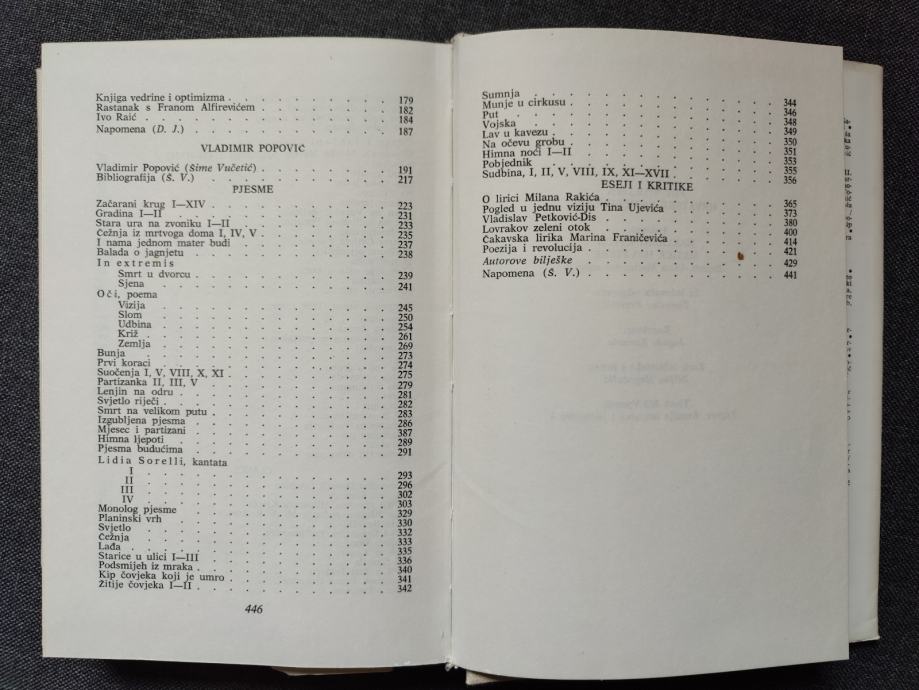 Knjiga vedrine i optimizma . . . . . . . . . . 179
Rastanak s Franom Alfirevićem . . . . . . . . 182
Ivo Raić . . . . . . . . . . . . . 184
Napomena (D. J.) . . . . . . . . . . . 187
VLADIMIR POPOVIĆ
Vladimir Popović (Šime Vučetić) . . . . . . . . 191
Bibliografija (Š. V.) . . . . . . . . . . 217
PJESME
Začarani krug I—XIV . . . . . . . . . . 223
Gradina I—II . . . . . . . . . . . . 231
Stara ura na zvoniku I—II . . . . . . . . . 233
Čežnja iz mrtvoga doma I, IV, V . . . . . . . . 235
I nama jednom mater budi . . . . . . . . . 237
Balada o jagnjetu . . . . . . . . . . . 238
In extremis
Smrt u dvorcu . . . . . . . . . . . 239
Sjena . . . . . . . . . . . . . 241
Oči, poema
Vizija . . . . . . . . . . . . . 245
Slom . . . . . . . . . . . . . 250
Udbina . . . . . . . . . . . . . 254
Križ . . . . . . . . . . . . . 261
Zemlja . . . . . . . . . . . . . 269
Bunja . . . . . . . . . . . . . 273
Prvi koraci . . . . . . . . . . . . 274
Suočenja I, V, VIII, X, XI . . . . . . . . . 275
Partizanka II, III, V . . . . . . . . . . 279
Lenjin na odru . . . . . . . . . . . 281
Svjetlo riječi . . . . . . . . . . . . 282
Smrt na velikom putu . . . . . . . . . . 283
Izgubljena pjesma . . . . . . . . . . . 286
Mjesec i partizani . . . . . . . . . . . 387
Himna ljepoti . . . . . . . . . . . . 289
Pjesma budućima . . . . . . . . . . . 291
Lidia Sorelli, kantata
I . . . . . . . . . . . . . 293
II . . . . . . . . . . . . . 296
III . . . . . . . . . . . . . 302
IV . . . . . . . . . . . . . 303
Monolog pjesme . . . . . . . . . . . 329
Planinski vrh . . . . . . . . . . . . 330
Svjetlo . . . . . . . . . . . . . 332
Čežnja . . . . . . . . . . . . . 333
Lađa . . . . . . . . . . . . . 335
Starice u ulici I—III . . . . . . . . . . 336
Podsmijeh iz mraka . . . . . . . . . . . 340
Kip čovjeka koji je umro . . . . . . . . . . 341
Žitije čovjeka I—II . . . . . . . . . . . 342
446
Sumnja . . . . . . . . . . . . .
Munje u cirkusu . . . . . . . . . . . 344
Put . . . . . . . . . . . . . 346
Vojska . . . . . . . . . . . . . 348
Lav u kavezu . . . . . . . . . . . . 349
Na očevu grobu . . . . . . . . . . . 350
Himna noći I—II . . . . . . . . . . . 351
Pobjednik . . . . . . . . . . . . 353
Sudbina, I, II, V, VIII, IX, XI—XVII . . . . . . . 355
356
ESEJI I KRITIKE
O lirici Milana Rakića . . . . . . . . . . 365
Pogled u jednu viziju Tina Ujevića . . . . . . . . 373
Vladislav Petković-Dis . . . . . . . . . . 380
Lovrakov zeleni otok . . . . . . . . . . 400
Čakavska lirika Marina Franičevića . . . . . . . . 414
Poezija i revolucija . . . . . . . . . . . 421
Autorove bilješke . . . . . . . . . . . 429
Napomena (Š. V.) . . . . . . . . . . . 441